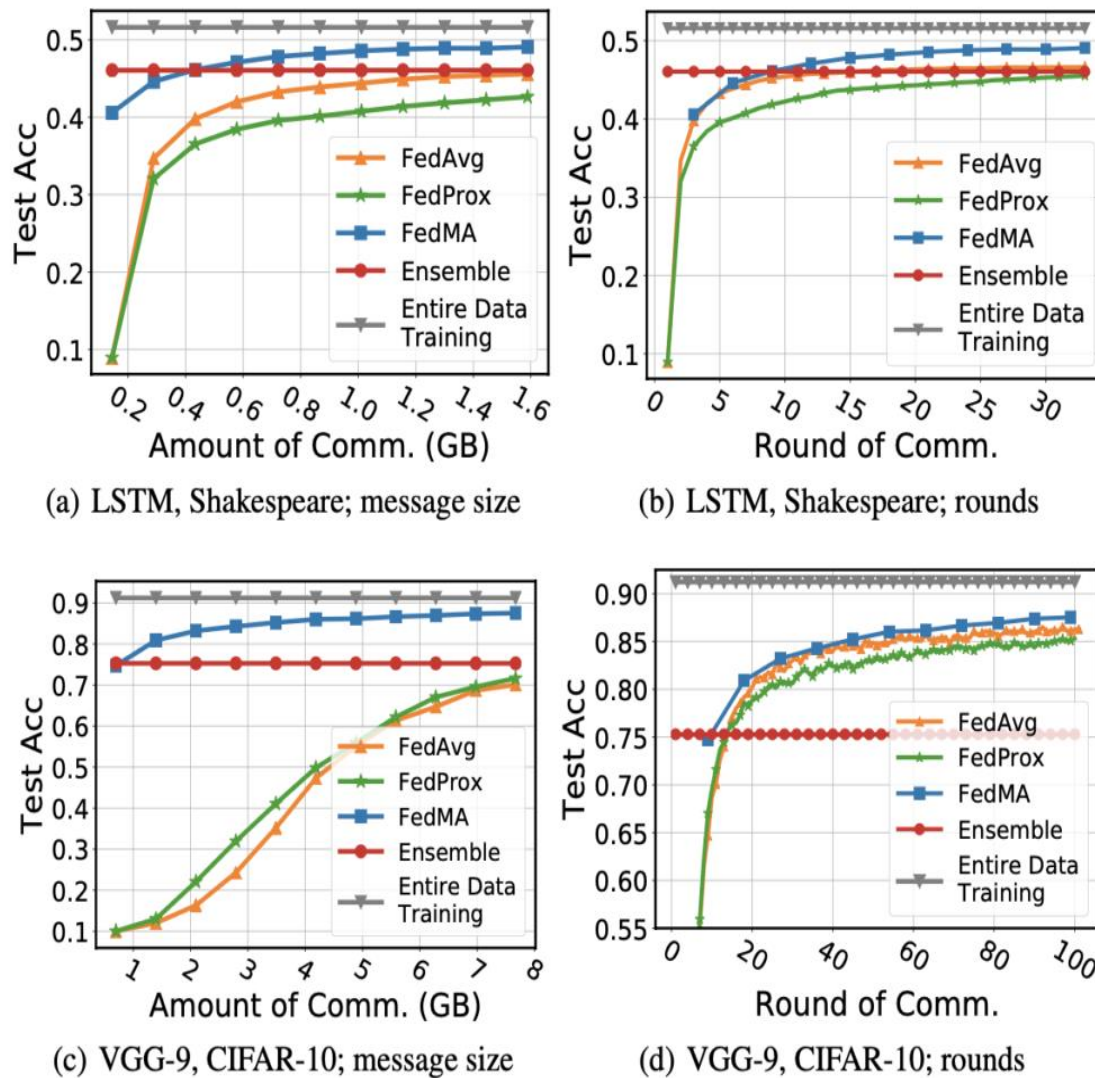 0.5
0.4
0.3
0.2
0.1
Test Acc
FedAvg
FedProx
FedMA
Ensemble
Entire Data
Training
0.2 0.4 0.6 0.8 1.0 1.2 1.4 1.6
Amount of Comm. (GB)
(a) LSTM, Shakespeare; message size
0.5
0.4
0.3
0.2
0.1
Test Acc
FedAvg
FedProx
FedMA
Ensemble
Entire Data
Training
0 5 10 15 20 25 30
Round of Comm.
(b) LSTM, Shakespeare; rounds
0.9
0.8
0.7
0.6
0.5
0.4
0.3
0.2
0.1
Test Acc
FedAvg
FedProx
FedMA
Ensemble
Entire Data
Training
1 2 3 4 5 6 7 8
Amount of Comm. (GB)
(c) VGG-9, CIFAR-10; message size
0.90
0.85
0.80
0.75
0.70
0.65
0.60
0.55
Test Acc
FedAvg
FedProx
FedMA
Ensemble
Entire Data
Training
0 20 40 60 80 100
Round of Comm.
(d) VGG-9, CIFAR-10; rounds